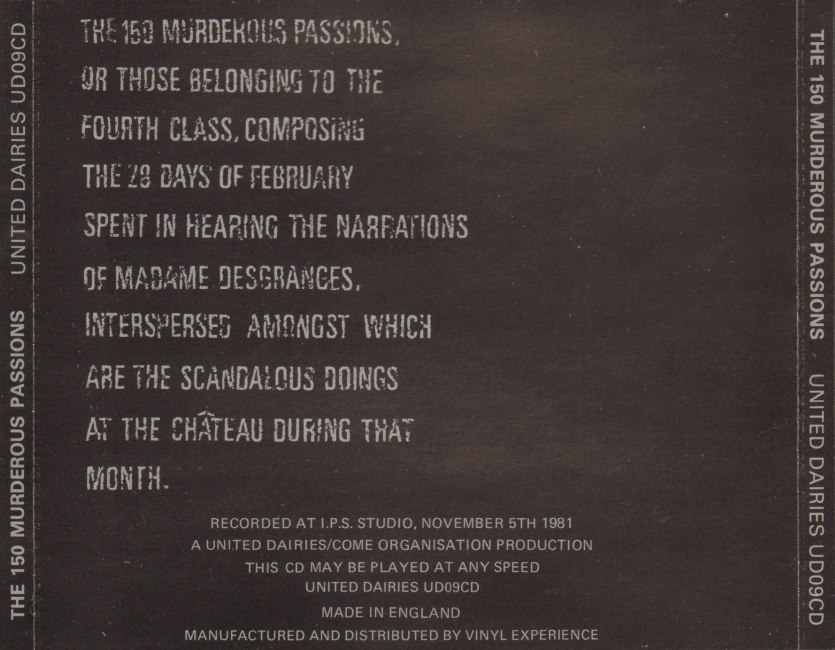 THE 150 MURDEROUS PASSIONS,
OR THOSE BELONGING TO THE
FOURTH CLASS, COMPOSING
THE 28 DAYS OF FEBRUARY
SPENT IN HEARING THE NARRATIONS
OF MADAME DESGRANGES,
INTERSPERSED AMONGST WHICH
ARE THE SCANDALOUS DOINGS
AT THE CHÂTEAU DURING THAT
MONTH.
RECORDED AT I.P.S. STUDIO, NOVEMBER 5TH 1981
A UNITED DAIRIES/COME ORGANISATION PRODUCTION
THIS CD MAY BE PLAYED AT ANY SPEED
UNITED DAIRIES UD09CD
MADE IN ENGLAND
MANUFACTURED AND DISTRIBUTED BY VINYL EXPERIENCE
THE 150 MURDEROUS PASSIONS UNITED DAIRIES UD09CD
THE 150 MURDEROUS PASSIONS UNITED DAIRIES UD09CD